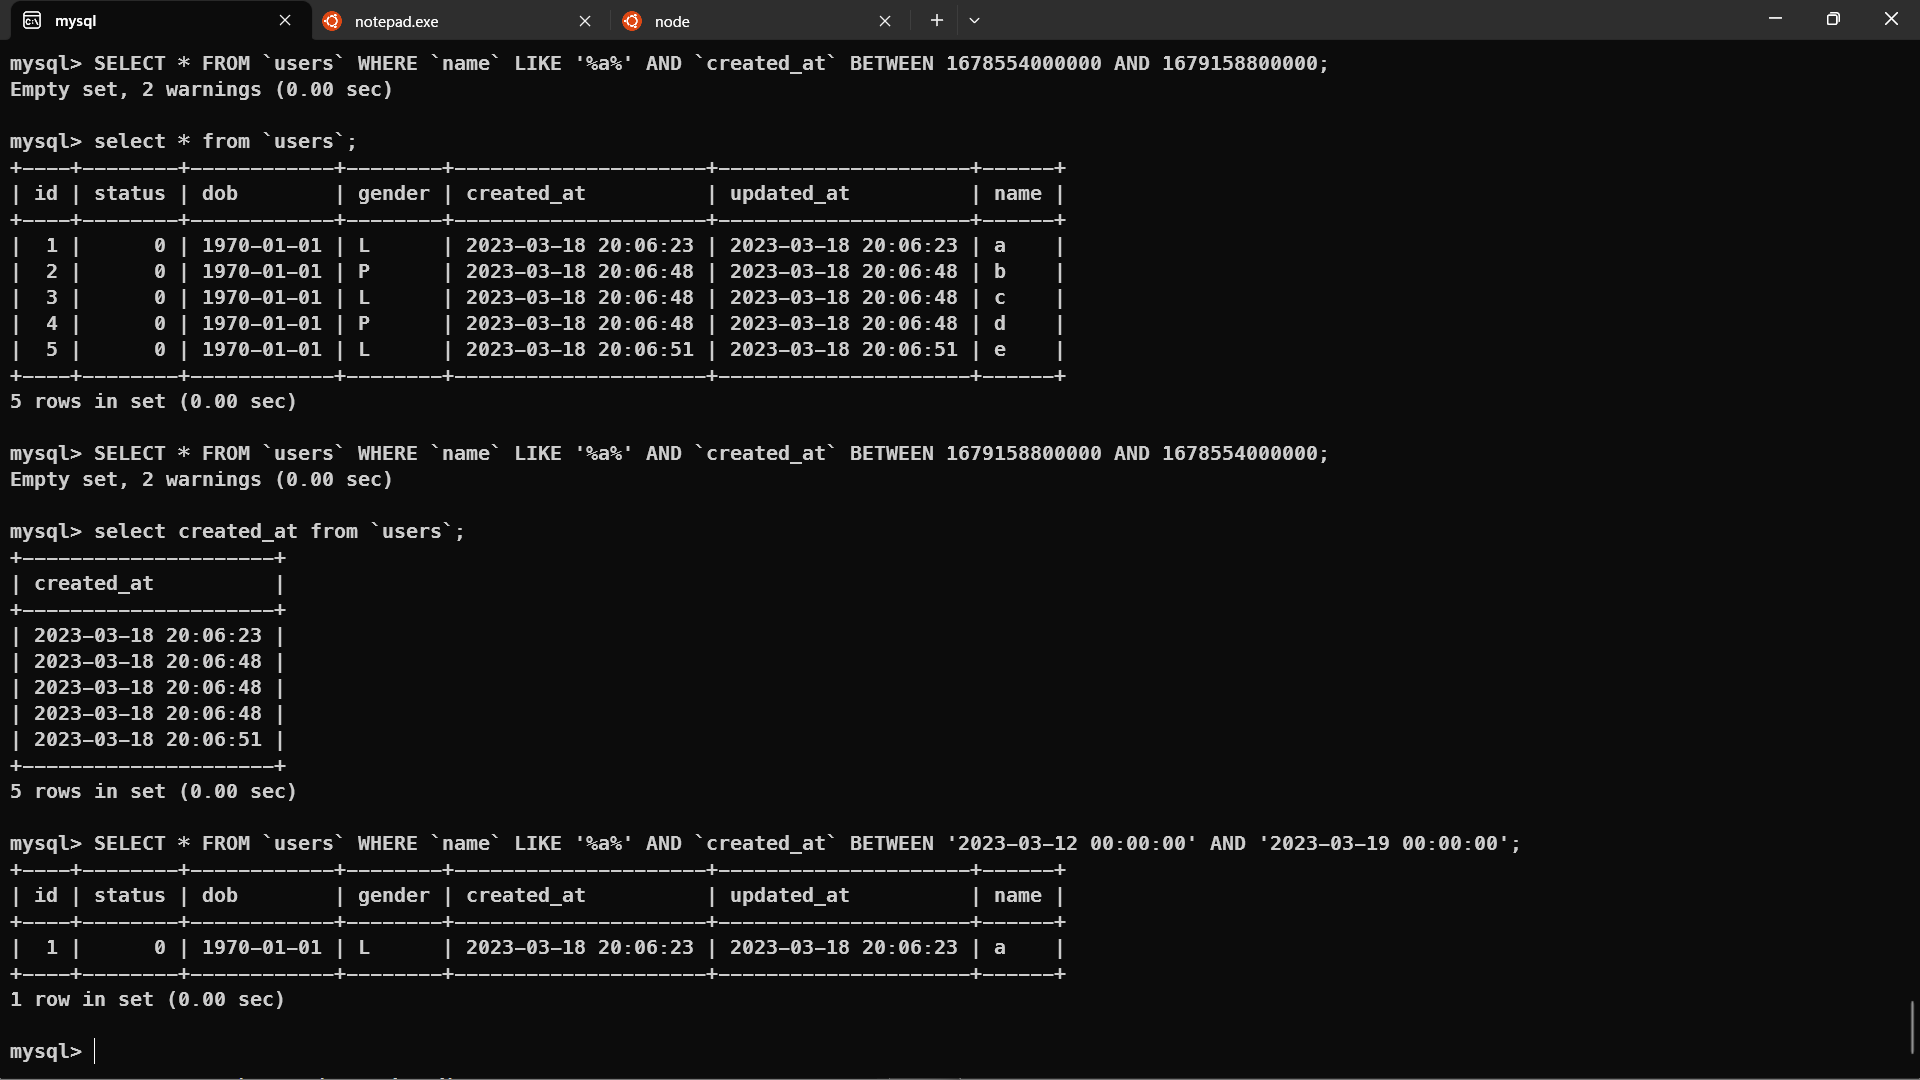 mysql
notepad.exe
node
mysql> SELECT * FROM `users` WHERE `name` LIKE '%a%' AND `created_at` BETWEEN 1678554000000 AND 1679158800000;
Empty set, 2 warnings (0.00 sec)
mysql> select * from `users`;
+----+--------+------------+--------+---------------------+---------------------+------+
| id | status | dob        | gender | created_at          | updated_at          | name |
+----+--------+------------+--------+---------------------+---------------------+------+
|  1 |      0 | 1970-01-01 | L      | 2023-03-18 20:06:23 | 2023-03-18 20:06:23 | a    |
|  2 |      0 | 1970-01-01 | P      | 2023-03-18 20:06:48 | 2023-03-18 20:06:48 | b    |
|  3 |      0 | 1970-01-01 | L      | 2023-03-18 20:06:48 | 2023-03-18 20:06:48 | c    |
|  4 |      0 | 1970-01-01 | P      | 2023-03-18 20:06:48 | 2023-03-18 20:06:48 | d    |
|  5 |      0 | 1970-01-01 | L      | 2023-03-18 20:06:51 | 2023-03-18 20:06:51 | e    |
+----+--------+------------+--------+---------------------+---------------------+------+
5 rows in set (0.00 sec)
mysql> SELECT * FROM `users` WHERE `name` LIKE '%a%' AND `created_at` BETWEEN 1679158800000 AND 1678554000000;
Empty set, 2 warnings (0.00 sec)
mysql> select created_at from `users`;
+---------------------+
| created_at          |
+---------------------+
| 2023-03-18 20:06:23 |
| 2023-03-18 20:06:48 |
| 2023-03-18 20:06:48 |
| 2023-03-18 20:06:48 |
| 2023-03-18 20:06:51 |
+---------------------+
5 rows in set (0.00 sec)
mysql> SELECT * FROM `users` WHERE `name` LIKE '%a%' AND `created_at` BETWEEN '2023-03-12 00:00:00' AND '2023-03-19 00:00:00';
+----+--------+------------+--------+---------------------+---------------------+------+
| id | status | dob        | gender | created_at          | updated_at          | name |
+----+--------+------------+--------+---------------------+---------------------+------+
|  1 |      0 | 1970-01-01 | L      | 2023-03-18 20:06:23 | 2023-03-18 20:06:23 | a    |
+----+--------+------------+--------+---------------------+---------------------+------+
1 row in set (0.00 sec)
mysql>